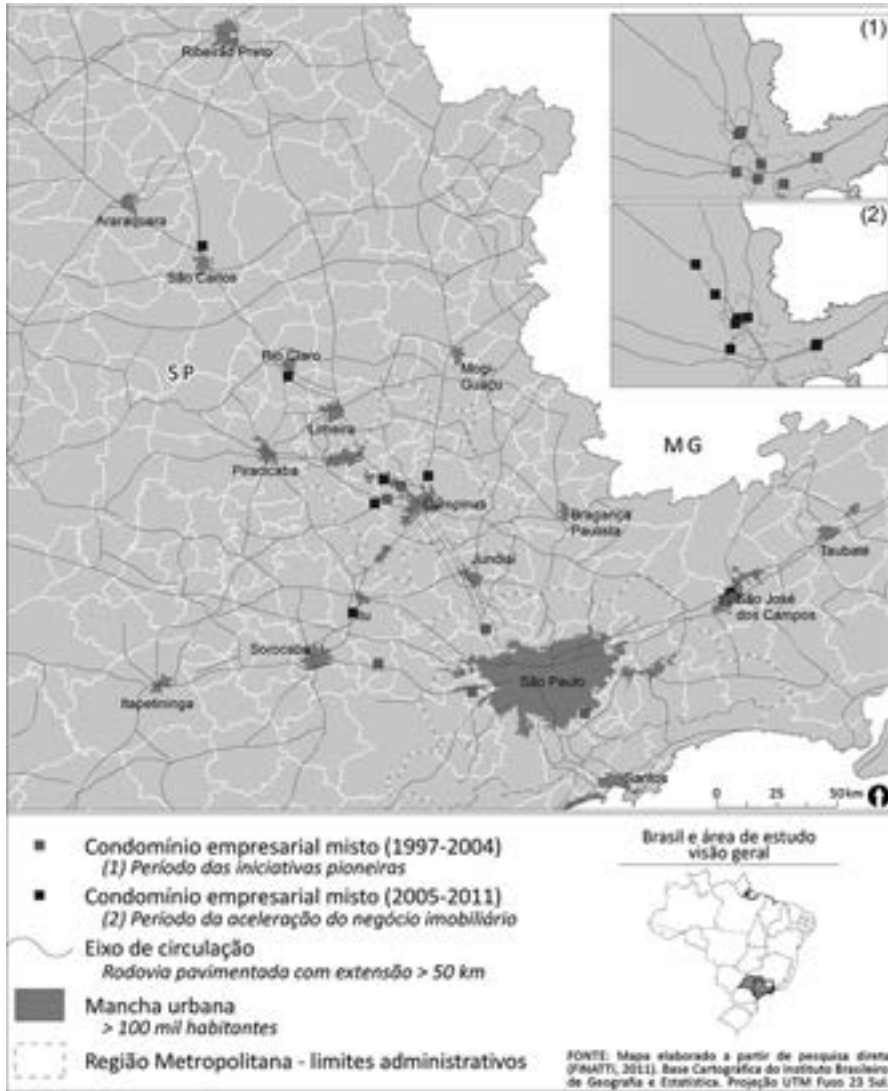 (1)
Ribeirão Preto
(2)
Araraquara
São Carlos
SP
Rio Claro
Mogi-
Guaçu
Limeira
MG
Piracicaba
Campinas
Bragança
Paulista
Taubaté
Jundiaí
São José
dos Campos
Sorocaba
São Paulo
Itapetininga
Santos
0 25 50 km
Condomínio empresarial misto (1997-2004)
(1) Período das iniciativas pioneiras
Condomínio empresarial misto (2005-2011)
(2) Período da aceleração do negócio imobiliário
Eixo de circulação
Rodovia pavimentada com extensão > 50 km
Mancha urbana
> 100 mil habitantes
Região Metropolitana - limites administrativos
Brasil e área de estudo
visão geral
FONTE: Mapa elaborado a partir de pesquisa direta
(FINATTI, 2011). Base Cartográfica do Instituto Brasileiro
de Geografia e Estatística. Projeção UTM Fuso 23 Sul